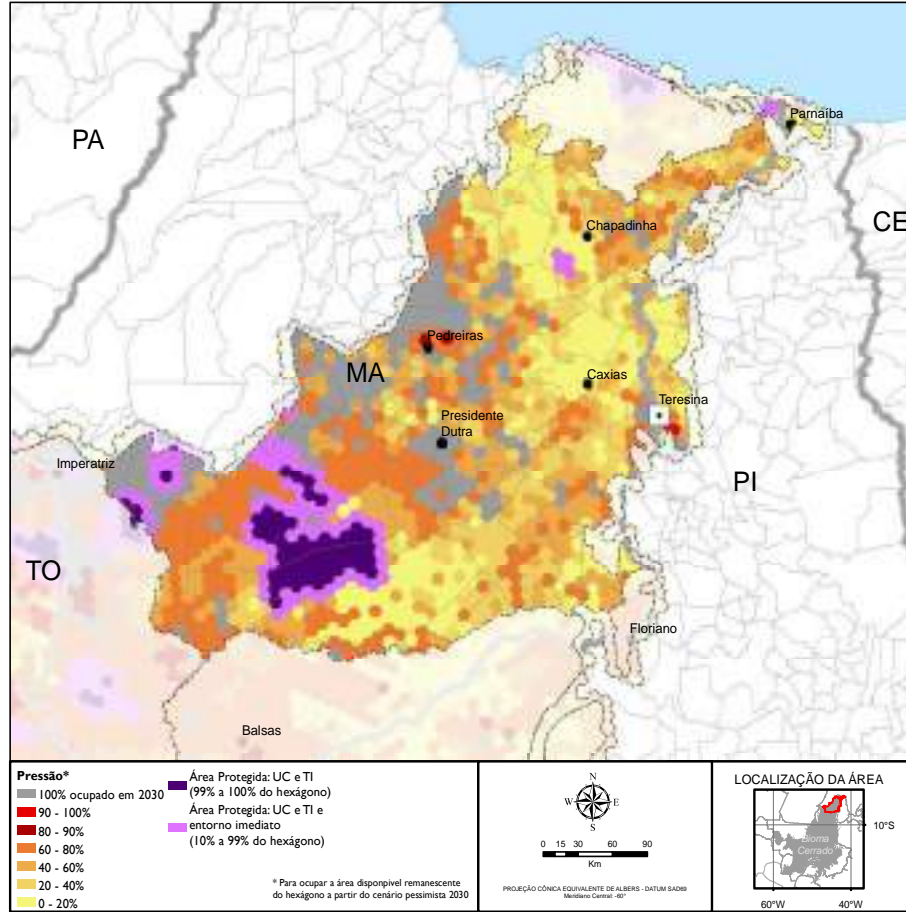 PA
Parnaíba
CE
Chapadinha
Pedreiras
MA
Caxias
Teresina
Presidente
Dutra
Imperatriz
PI
TO
Floriano
Balsas
Pressão*
100% ocupado em 2030
90 - 100%
80 - 90%
60 - 80%
40 - 60%
20 - 40%
0 - 20%
Área Protegida: UC e TI
(99% a 100% do hexágono)
Área Protegida: UC e TI e
entorno imediato
(10% a 99% do hexágono)
* Para ocupar a área disponpivel remanescente
do hexágono a partir do cenário pessimista 2030
N
W E
S
0 15 30 60 90
Km
PROJEÇÃO CÔNICA EQUIVALENTE DE ALBERS - DATUM SAD69
Meridiano Central: -60°
LOCALIZAÇÃO DA ÁREA
10°S
Bioma
Cerrado
60°W 40°W